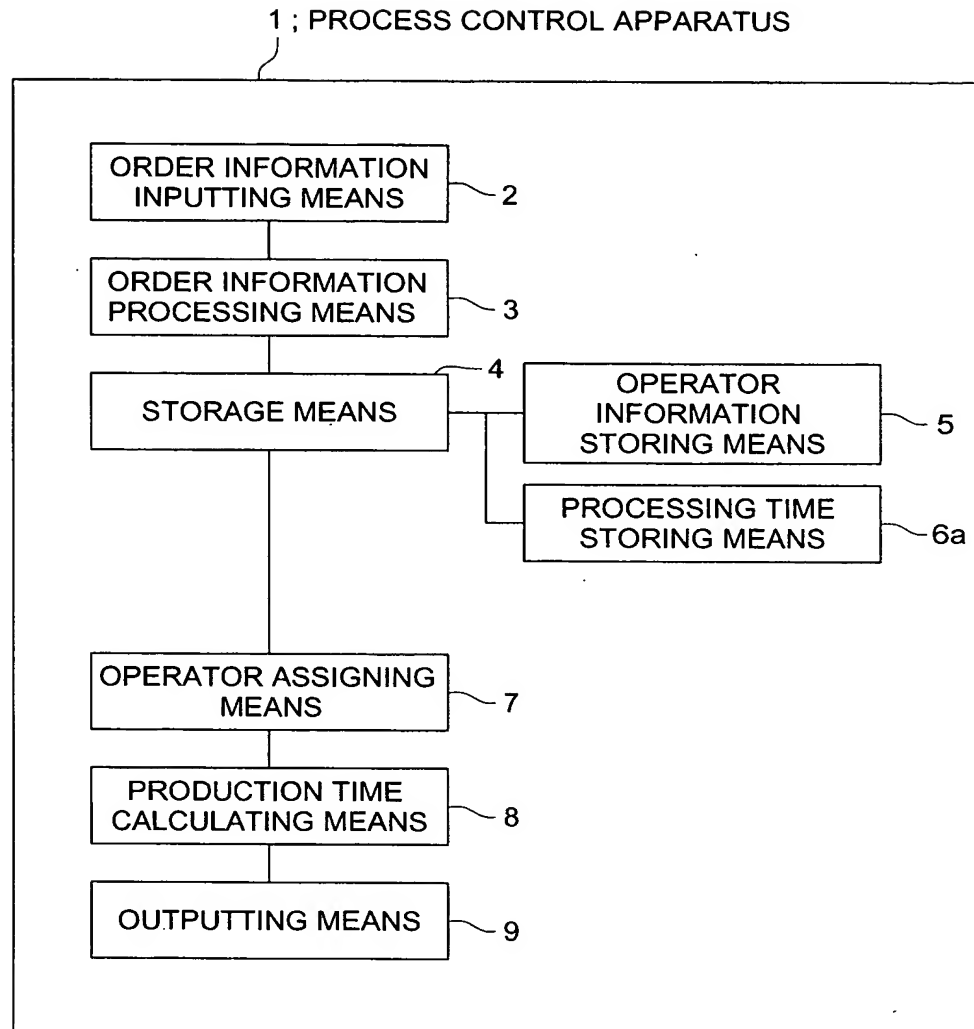 1 ; PROCESS CONTROL APPARATUS
ORDER INFORMATION
INPUTTING MEANS
2
ORDER INFORMATION
PROCESSING MEANS
3
4
STORAGE MEANS
OPERATOR
INFORMATION
STORING MEANS
5
PROCESSING TIME
STORING MEANS
6a
OPERATOR ASSIGNING
MEANS
7
PRODUCTION TIME
CALCULATING MEANS
8
OUTPUTTING MEANS
9